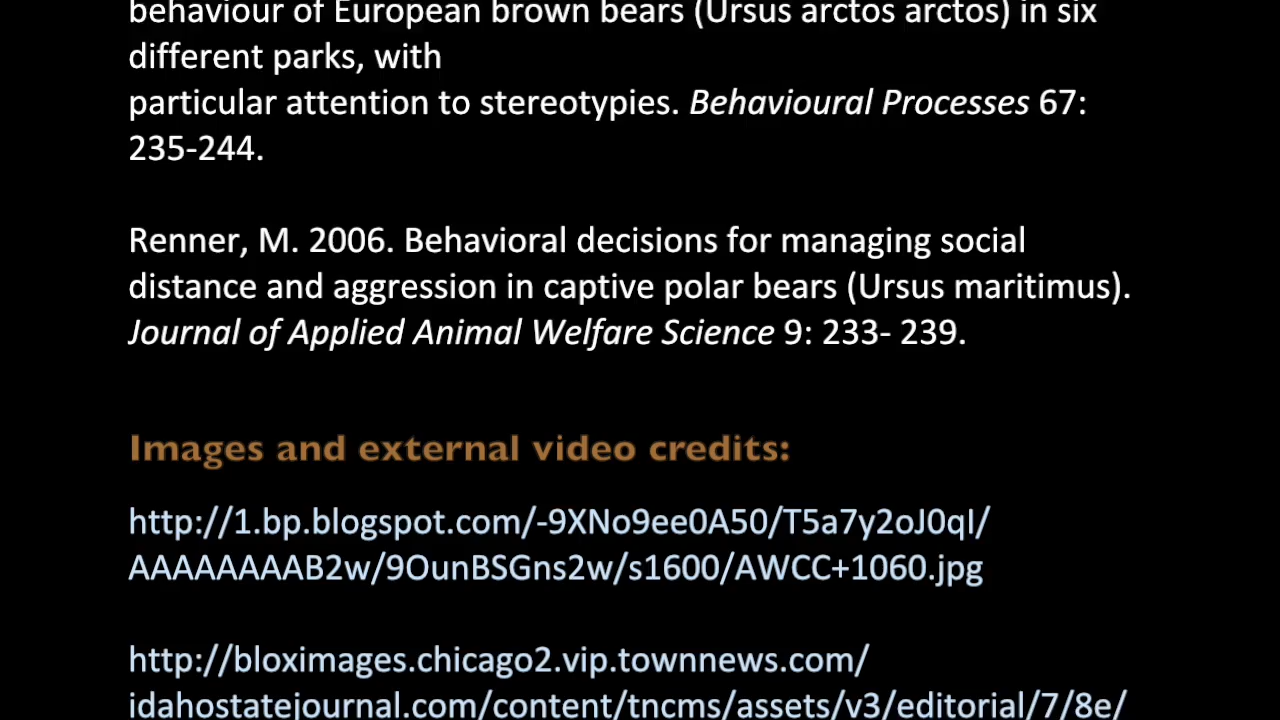 behaviour of European brown bears (Ursus arctos arctos) in six
different parks, with
particular attention to stereotypies. Behavioural Processes 67:
235-244.
Renner, M. 2006. Behavioral decisions for managing social
distance and aggression in captive polar bears (Ursus maritimus).
Journal of Applied Animal Welfare Science 9: 233- 239.
Images and external video credits:
http://1.bp.blogspot.com/-9XNo9ee0A50/T5a7y2oJ0qI/
AAAAAAAAB2w/9OunBSGns2w/s1600/AWCC+1060.jpg
http://bloximages.chicago2.vip.townnews.com/
idahostatejournal.com/content/tncms/assets/v3/editorial/7/8e/